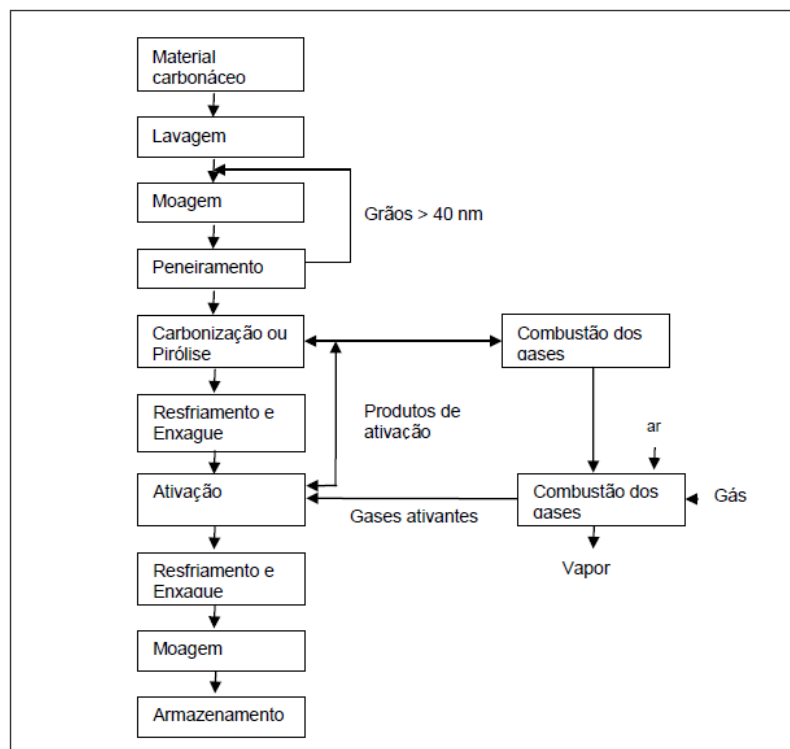 Material
carbonáceo
Lavagem
Moagem
Grãos > 40 nm
Peneiramento
Carbonização ou
Pirólise
Combustão dos
gases
Resfriamento e
Enxague
Produtos de
ativação
ar
Ativação
Combustão dos
gases
Gás
Gases ativantes
Vapor
Resfriamento e
Enxague
Moagem
Armazenamento